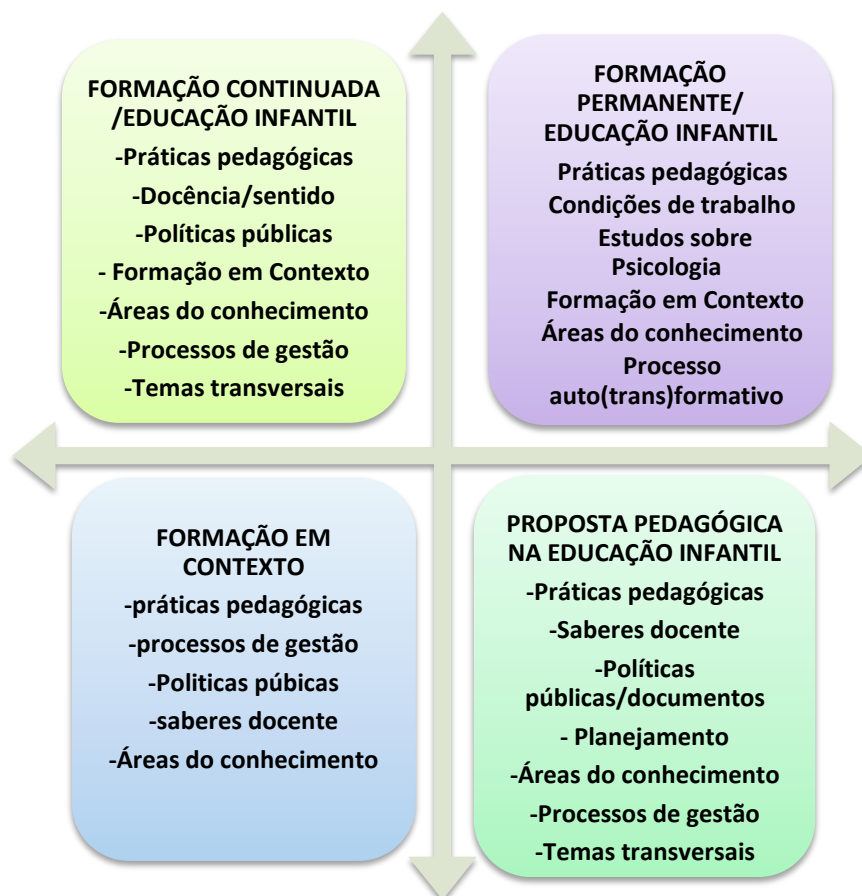 FORMAÇÃO CONTINUADA
/EDUCAÇÃO INFANTIL
-Práticas pedagógicas
-Docência/sentido
-Políticas públicas
- Formação em Contexto
-Áreas do conhecimento
-Processos de gestão
-Temas transversais
FORMAÇÃO
PERMANENTE/
EDUCAÇÃO INFANTIL
Práticas pedagógicas
Condições de trabalho
Estudos sobre
Psicologia
Formação em Contexto
Áreas do conhecimento
Processo
auto(trans)formativo
FORMAÇÃO EM
CONTEXTO
-práticas pedagógicas
-processos de gestão
-Politicas púbicas
-saberes docente
-Áreas do conhecimento
PROPOSTA PEDAGÓGICA
NA EDUCAÇÃO INFANTIL
-Práticas pedagógicas
-Saberes docente
-Políticas
públicas/documentos
- Planejamento
-Áreas do conhecimento
-Processos de gestão
-Temas transversais